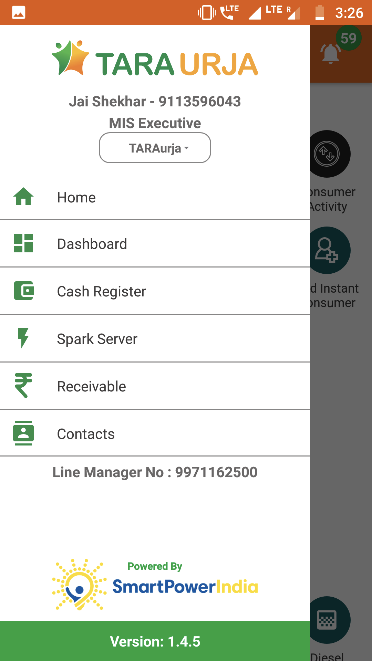 LTE LTE R 3:26
59
TARA URJA
Jai Shekhar - 9113596043
MIS Executive
TARAurja
Home
onsumer
Activity
Dashboard
d Instant
onsumer
Cash Register
Spark Server
Receivable
Contacts
Line Manager No : 9971162500
Powered By
SmartPowerIndia
Version: 1.4.5
Diesel